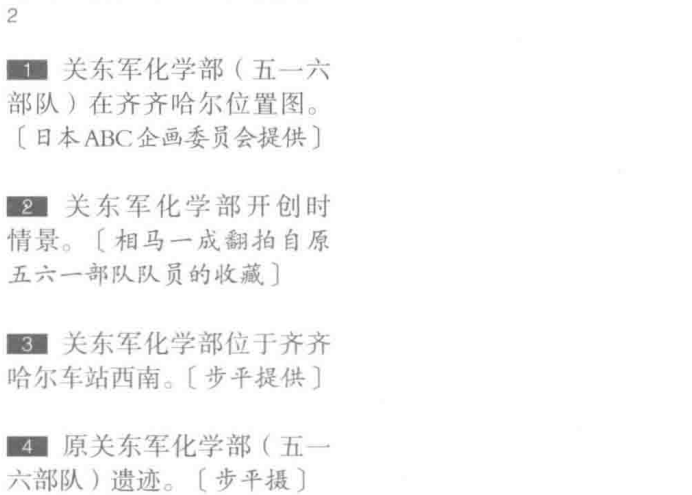 2
1 关东军化学部（五一六
部队）在齐齐哈尔位置图。
〔日本ABC企画委员会提供〕
2 关东军化学部开创时
情景。〔相马一成翻拍自原
五六一部队队员的收藏〕
3 关东军化学部位于齐齐
哈尔车站西南。〔步平提供〕
4 原关东军化学部（五一
六部队）遗迹。〔步平摄〕